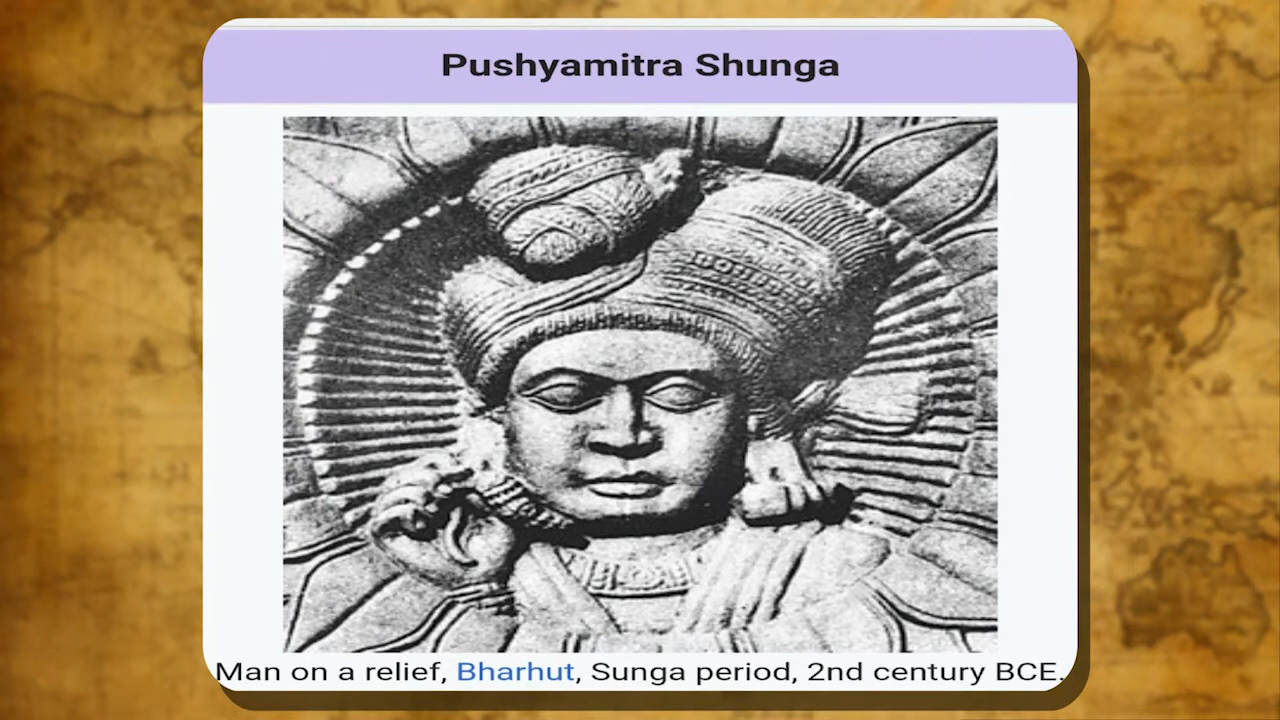 Pushyamitra Shunga
Man on a relief, Bharhut, Sunga period, 2nd century BCE.